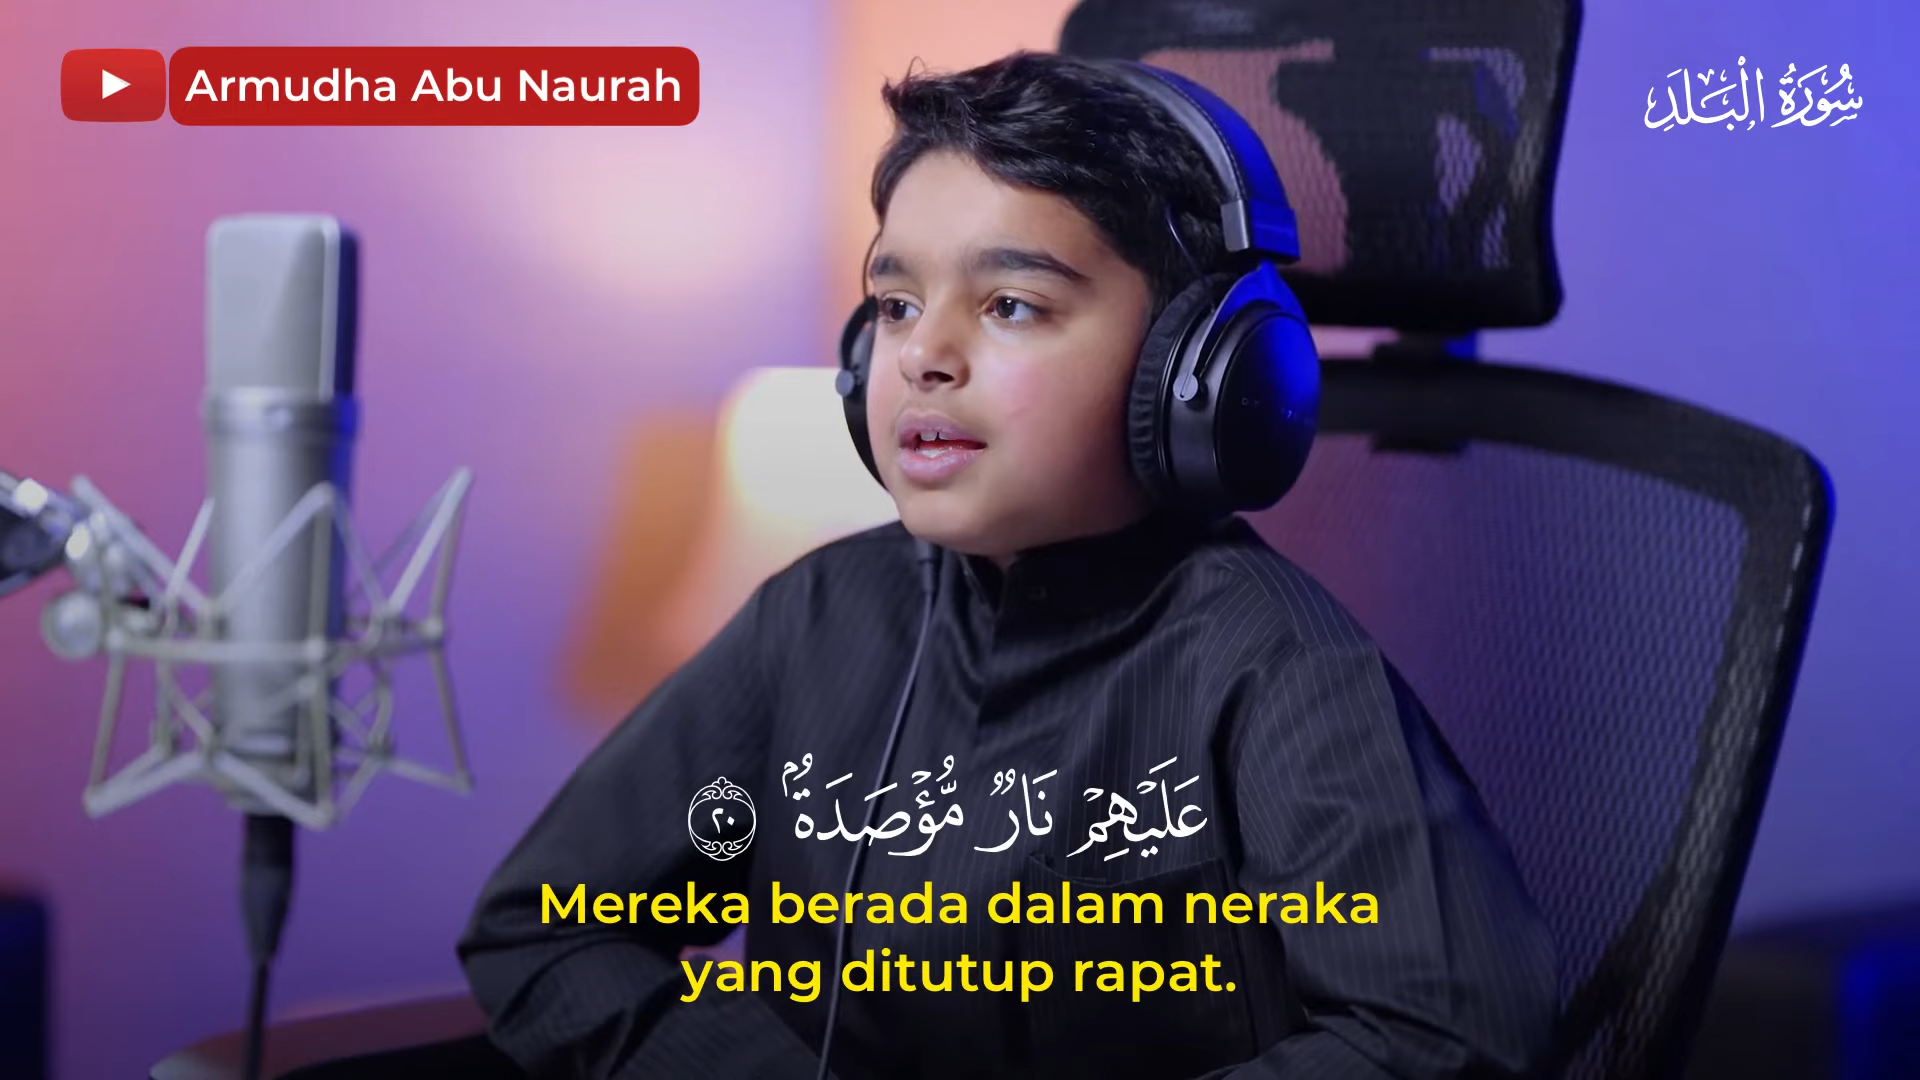 Armudha Abu Naurah
سُورَةُ الْبَلَدِ
عَلَيْهِمْ نَارٌ مُّؤْصَدَةٌ ۢ ٢٠
Mereka berada dalam neraka
yang ditutup rapat.